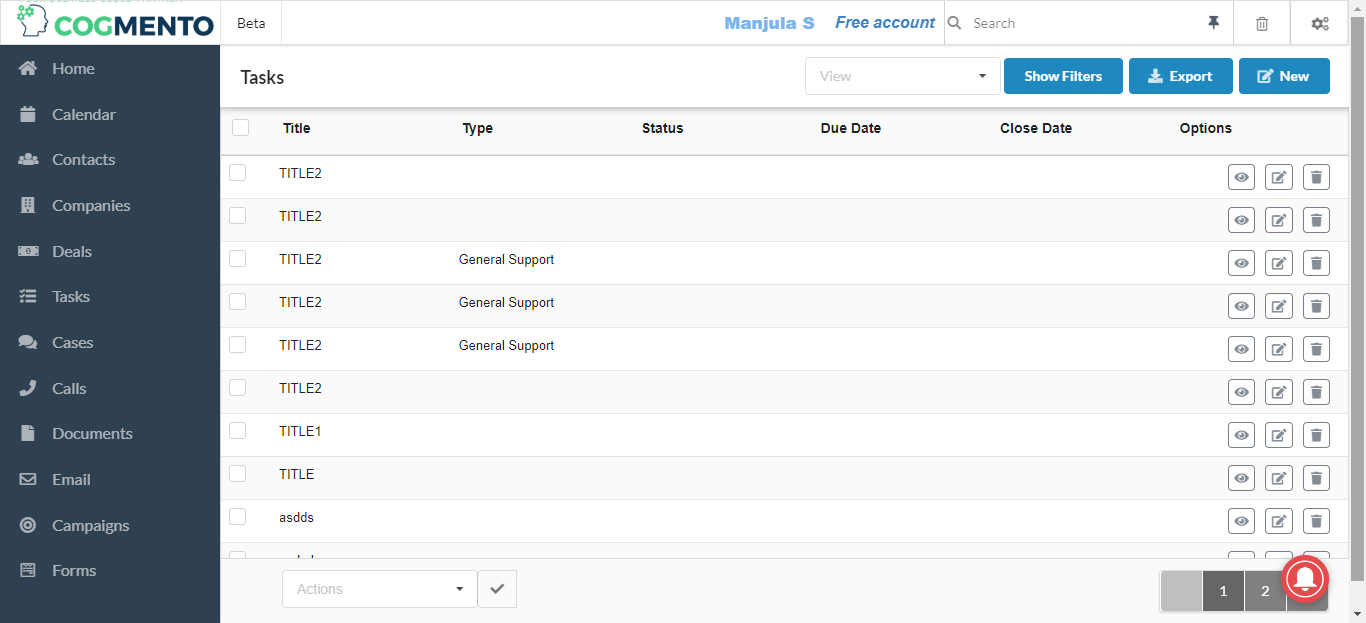 COGMENTO
Beta
Manjula S
Free account
Search
Home
Calendar
Contacts
Companies
Deals
Tasks
Cases
Calls
Documents
Email
Campaigns
Forms
Tasks
View
Show Filters
Export
New
Title Type Status Due Date Close Date Options
TITLE2
TITLE2
TITLE2 General Support
TITLE2 General Support
TITLE2 General Support
TITLE2
TITLE1
TITLE
asdds
Actions
1 2